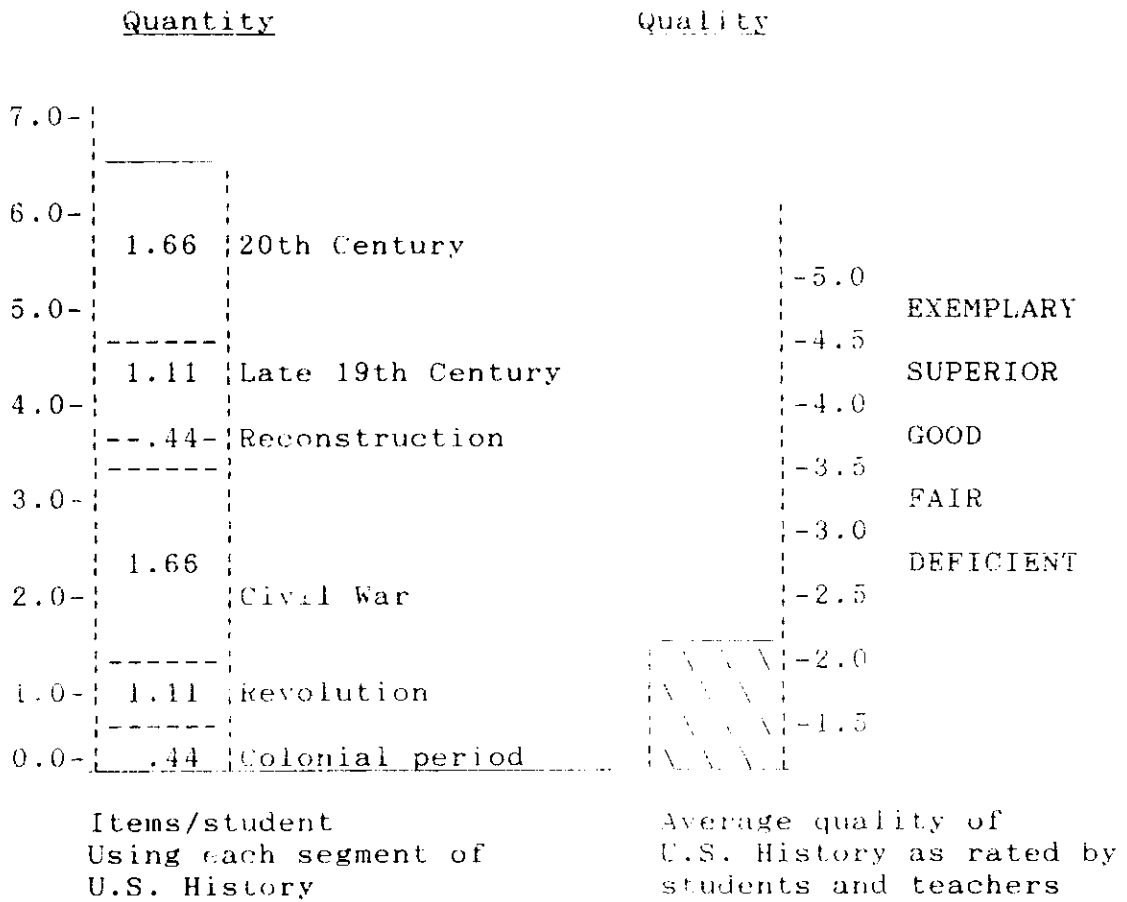 Quantity Quality
7.0-
6.0-
1.66 20th Century
-5.0
5.0- EXEMPLARY
-4.5
1.11 Late 19th Century SUPERIOR
4.0- -4.0
--.44- Reconstruction GOOD
-3.5
3.0- FAIR
-3.0
1.66 DEFICIENT
2.0- Civil War -2.5
-2.0
1.0- 1.11 Revolution
-1.5
0.0- .44 Colonial period
Items/student
Using each segment of
U.S. History
Average quality of
U.S. History as rated by
students and teachers